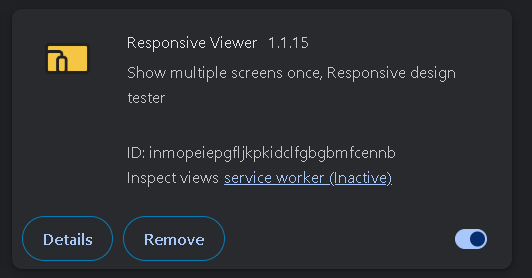 Responsive Viewer 1.1.15
Show multiple screens once, Responsive design
tester
ID: inmopeiepgfljkpkidclfgbgbmfcennb
Inspect views service worker (Inactive)
Details Remove